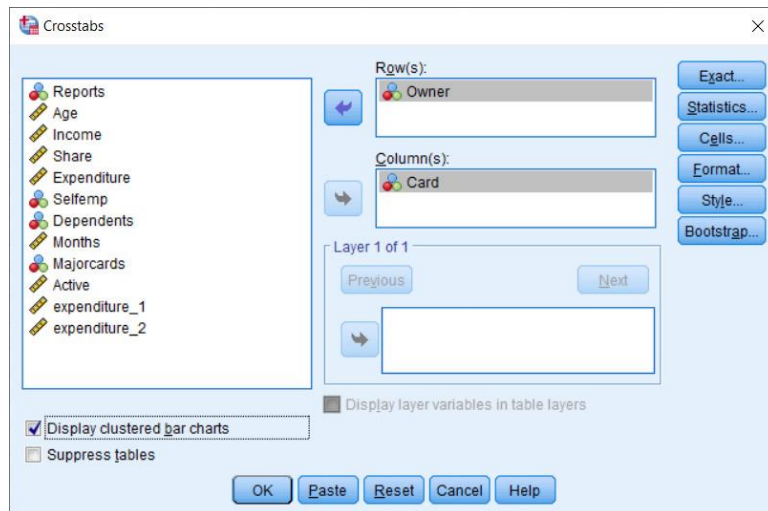 Crosstabs
Reports
Age
Income
Share
Expenditure
Selfemp
Dependents
Months
Majorcards
Active
expenditure_1
expenditure_2
Row(s):
Owner
Column(s):
Card
Layer 1 of 1
Previous
Next
Display layer variables in table layers
Exact...
Statistics...
Cells...
Format...
Style...
Bootstrap...
Display clustered bar charts
Suppress tables
OK
Paste
Reset
Cancel
Help